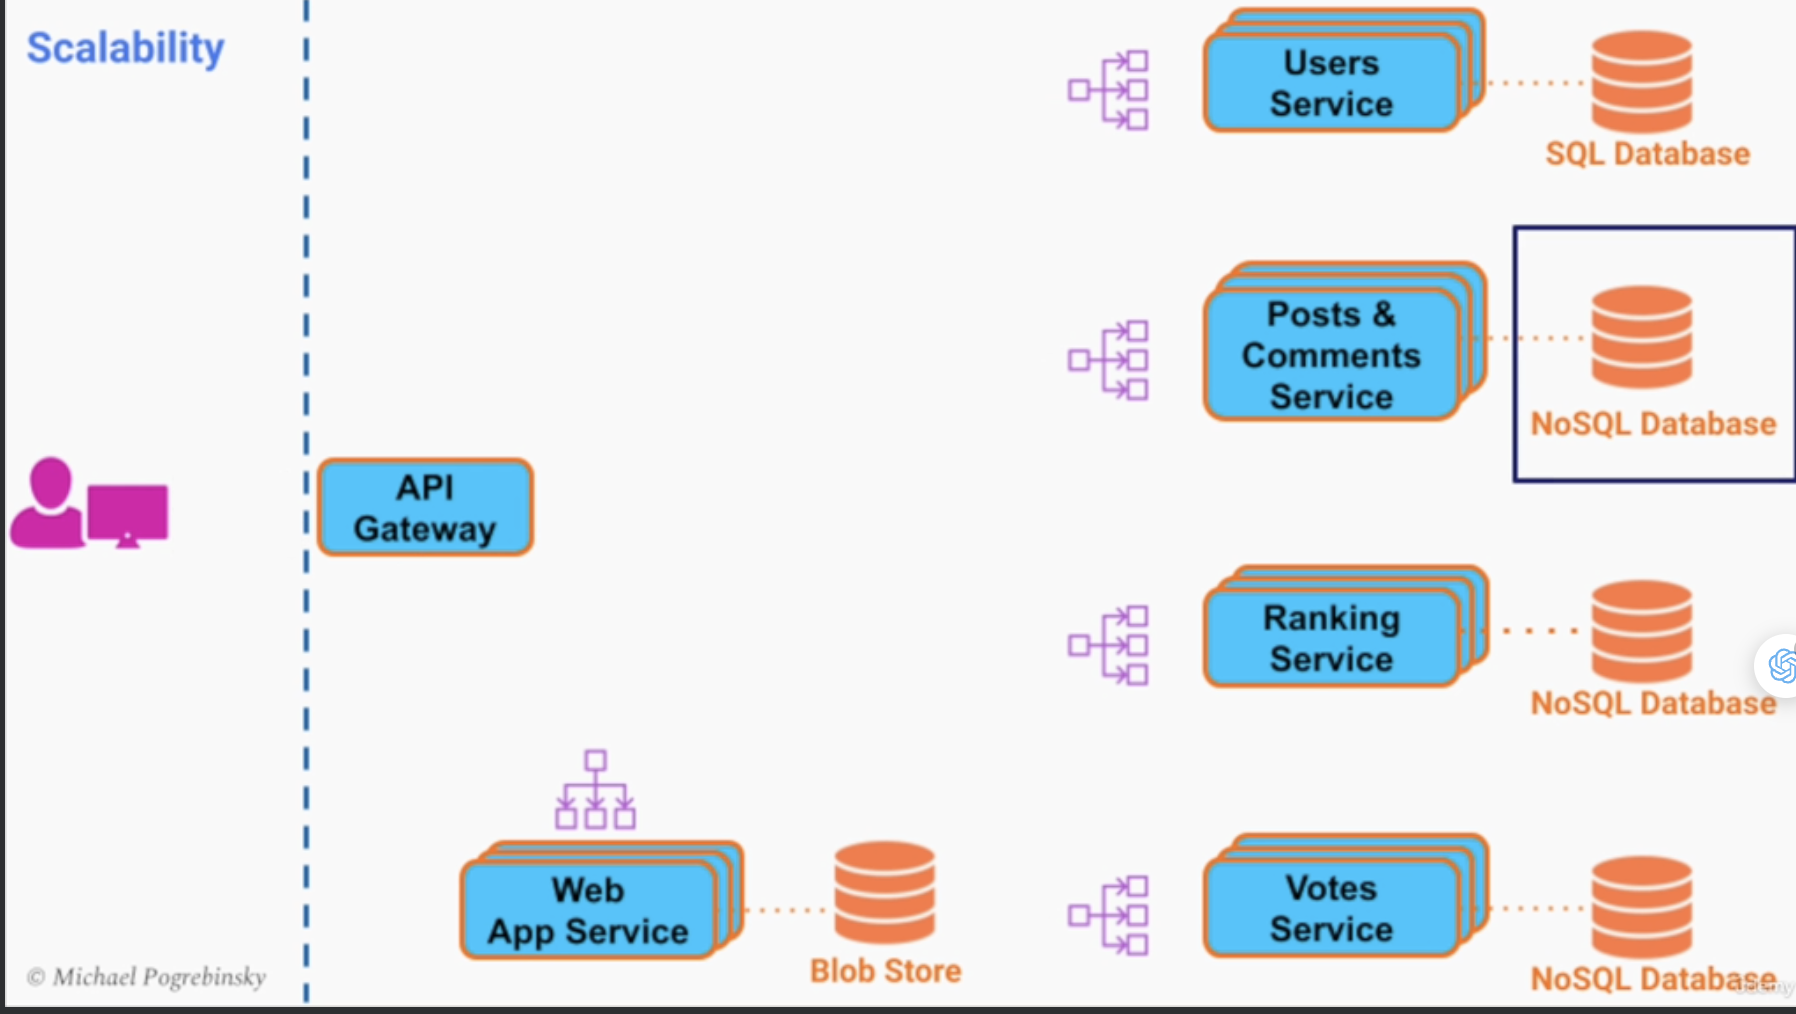 Scalability
Users
Service
SQL Database
Posts &
Comments
Service
NoSQL Database
API
Gateway
Ranking
Service
NoSQL Database
Web
App Service
Blob Store
Votes
Service
NoSQL Database
© Michael Pogrebinsky
Udemy